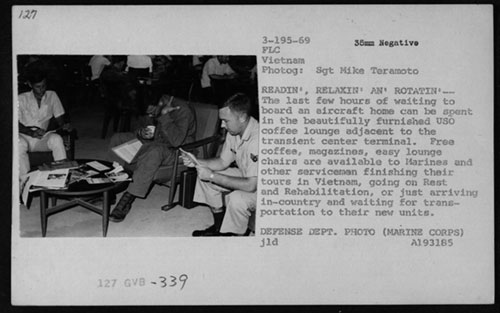 127
3-195-69 35mm Negative
FLC
Vietnam
Photog: Sgt Mike Teramoto
READIN', RELAXIN' AN' ROTATIN'--
The last few hours of waiting to
board an aircraft home can be spent
in the beautifully furnished USO
coffee lounge adjacent to the
transient center terminal. Free
coffee, magazines, easy lounge
chairs are available to Marines and
other servicemen finishing their
tours in Vietnam, going on Rest
and Rehabilitation, or just arriving
in-country and waiting for trans-
portation to their new units.
DEFENSE DEPT. PHOTO (MARINE CORPS)
jld A193185
127 GVB -339